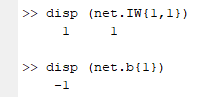 >> disp (net.IW{1,1})
1 1
>> disp (net.b{1})
-1